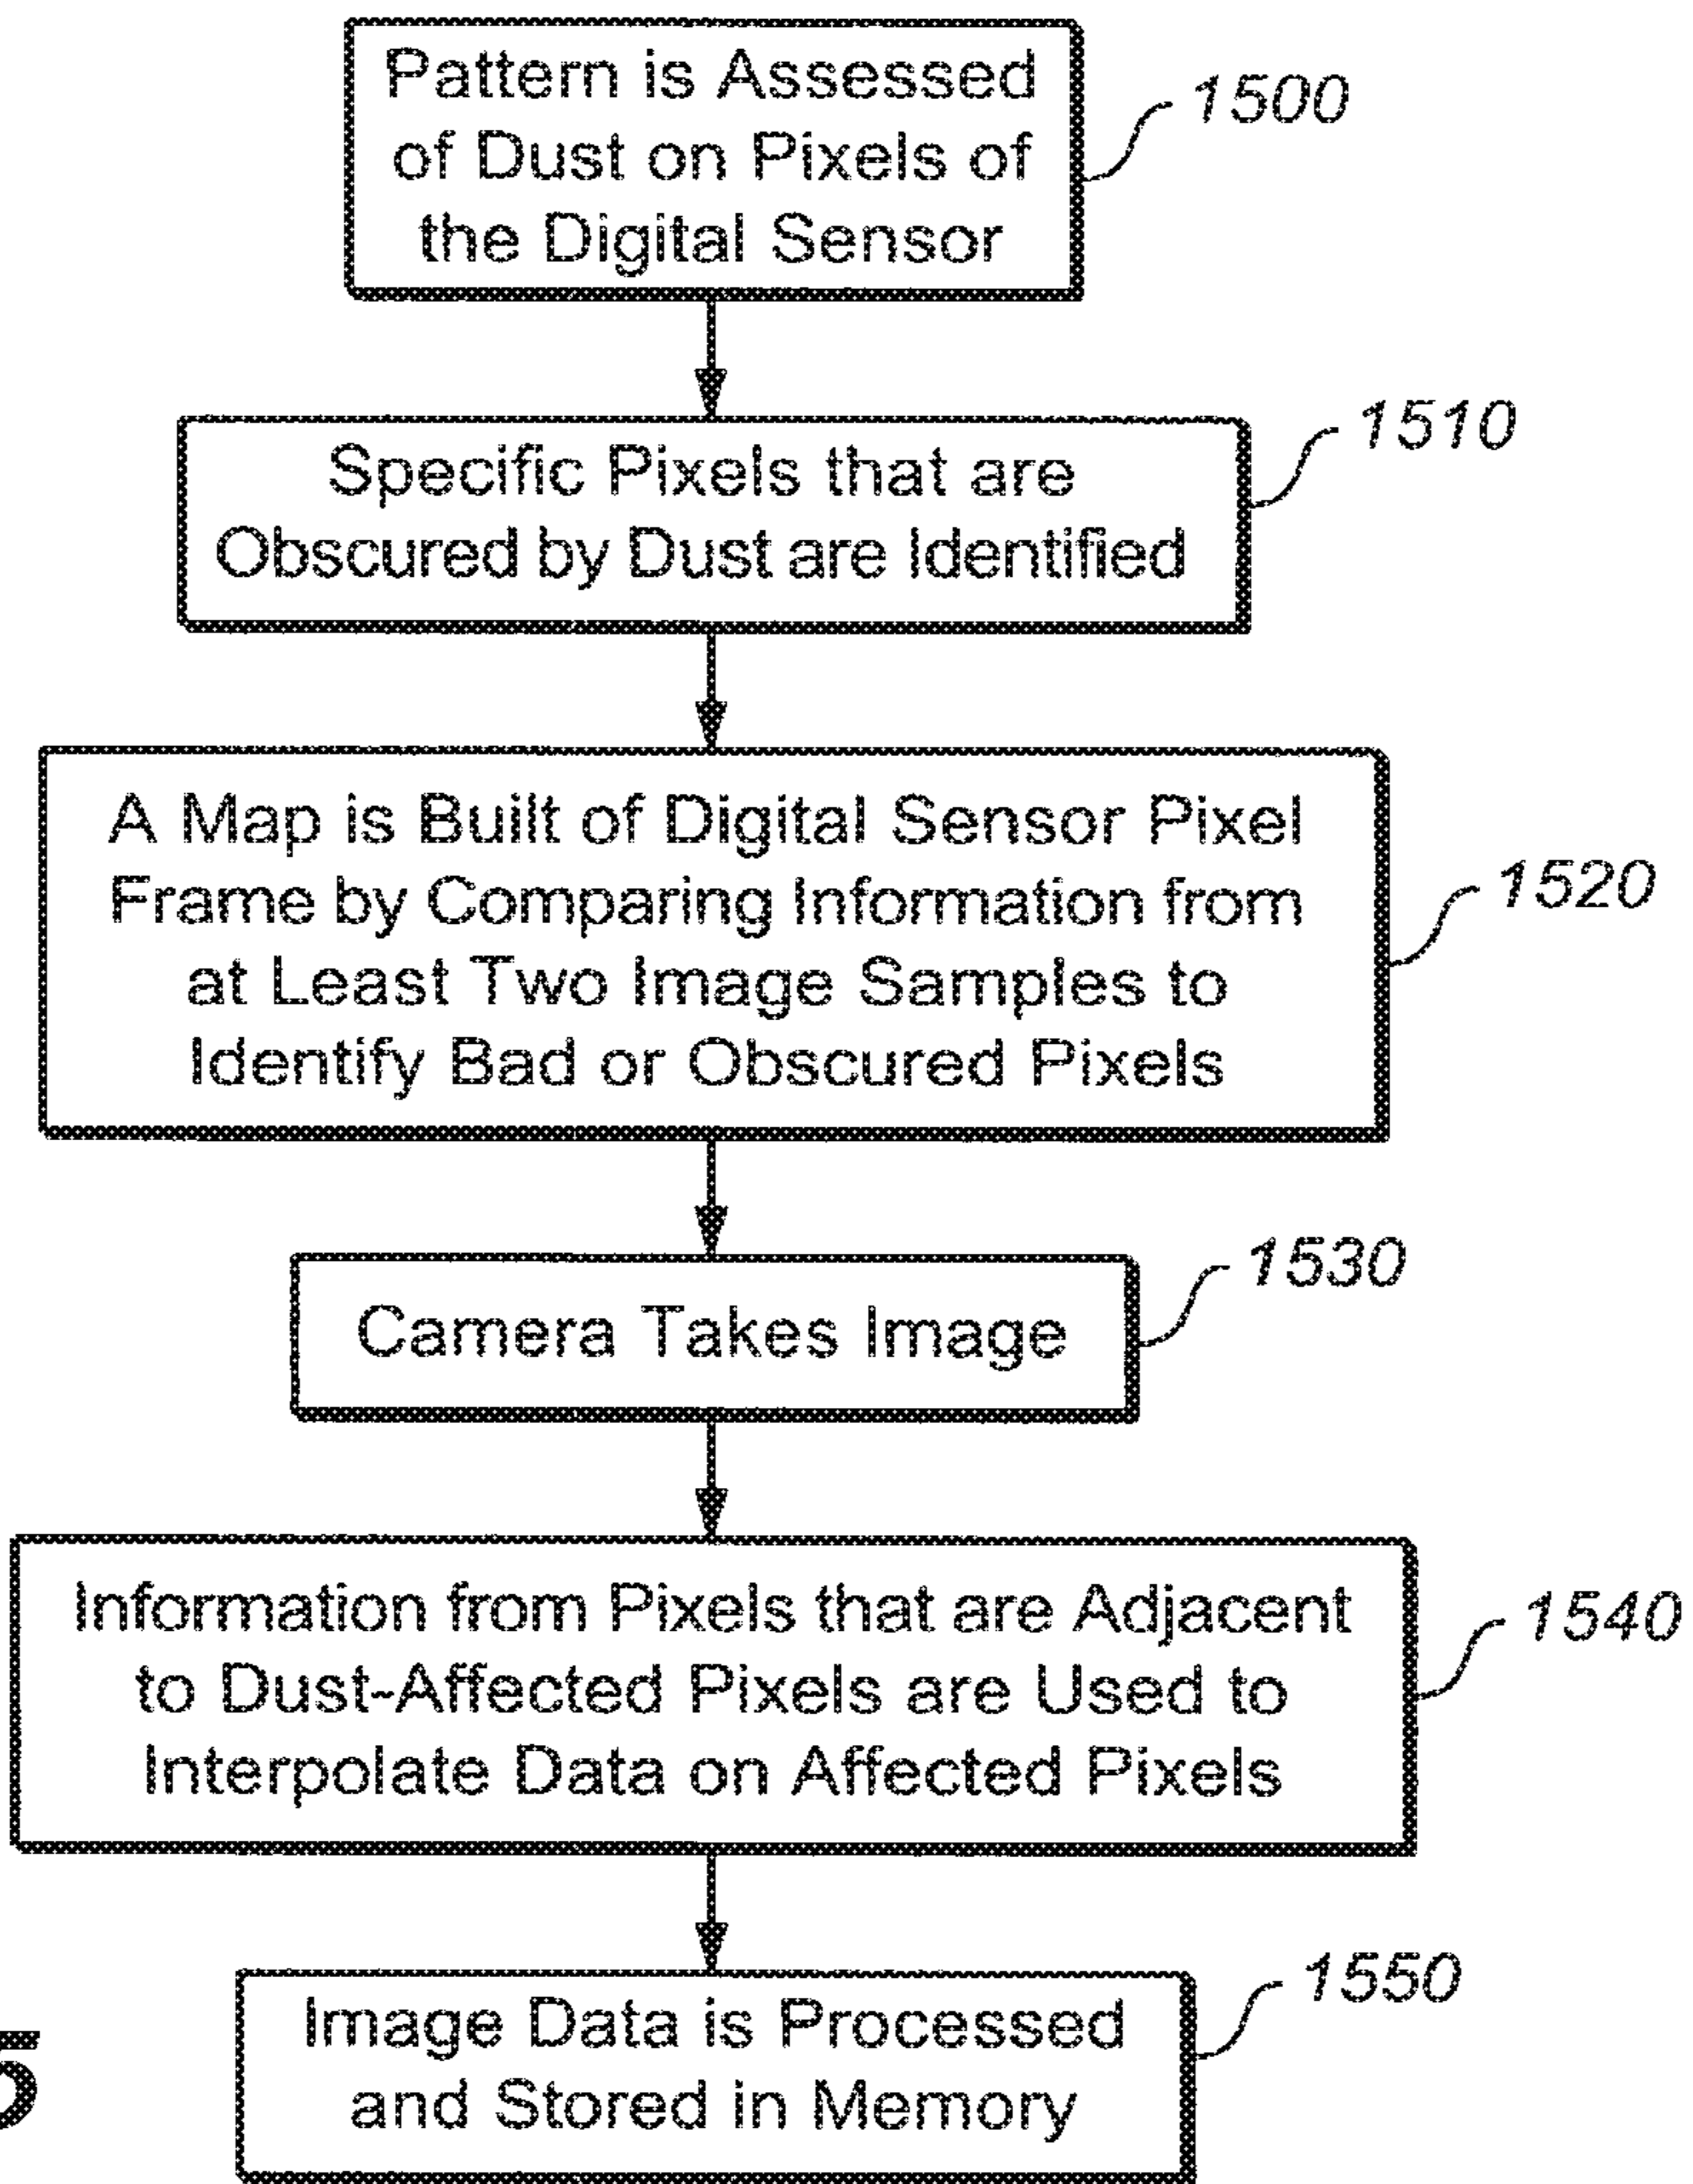 Pattern is Assessed
of Dust on Pixels of
the Digital Sensor
1500
Specific Pixels that are
Obscured by Dust are Identified
1510
A Map is Built of Digital Sensor Pixel
Frame by Comparing Information from
at Least Two Image Samples to
Identify Bad or Obscured Pixels
1520
Camera Takes Image
1530
Information from Pixels that are Adjacent
to Dust-Affected Pixels are Used to
Interpolate Data on Affected Pixels
1540
Image Data is Processed
and Stored in Memory
1550
5